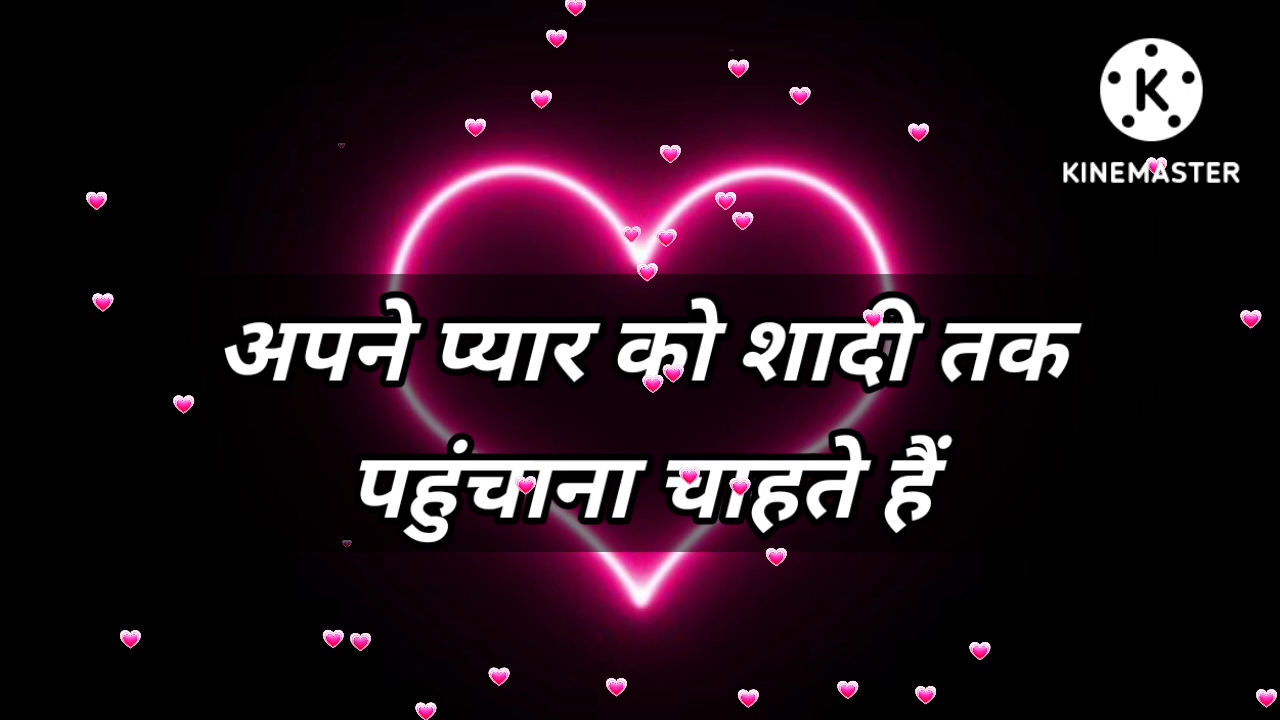 KINEMASTER
अपने प्यार को शादी तक
पहुंचाना चाहते हैं